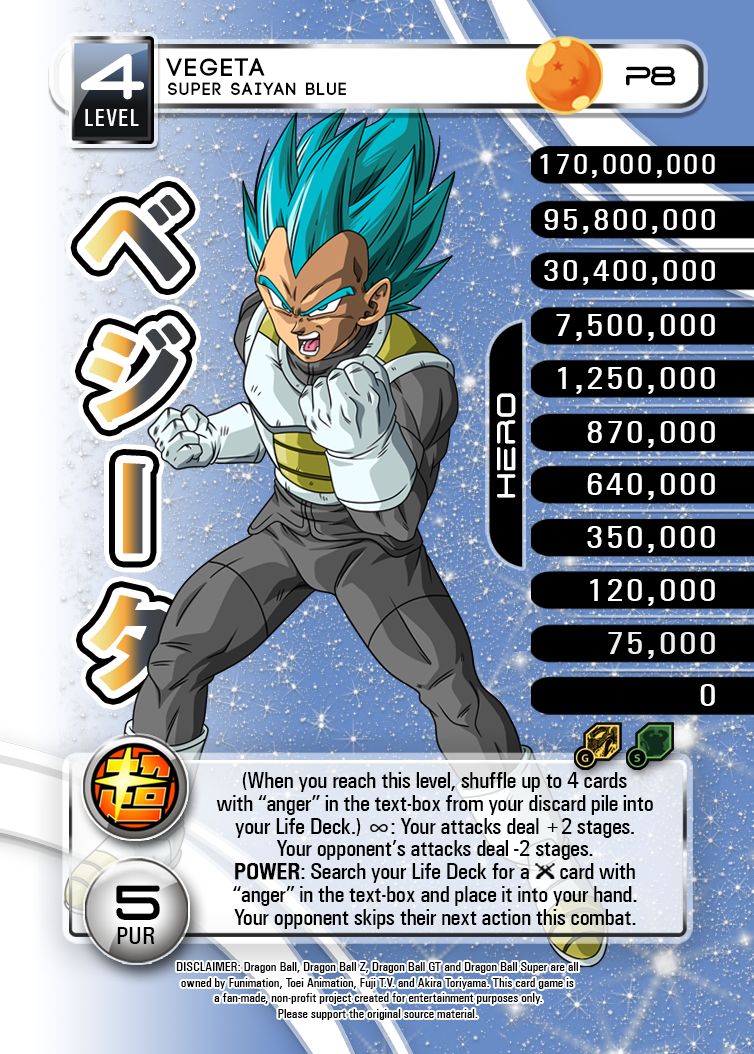 4
LEVEL
VEGETA
SUPER SAIYAN BLUE
P8
ベジータ
170,000,000
95,800,000
30,400,000
7,500,000
1,250,000
870,000
640,000
350,000
120,000
75,000
0
HERO
G
S
超
(When you reach this level, shuffle up to 4 cards
with “anger” in the text-box from your discard pile into
your Life Deck.) ∞: Your attacks deal +2 stages.
Your opponent’s attacks deal -2 stages.
POWER: Search your Life Deck for a card with
“anger” in the text-box and place it into your hand.
Your opponent skips their next action this combat.
5
PUR
DISCLAIMER: Dragon Ball, Dragon Ball Z, Dragon Ball GT and Dragon Ball Super are all
owned by Funimation, Toei Animation, Fuji T.V. and Akira Toriyama. This card game is
a fan-made, non-profit project created for entertainment purposes only.
Please support the original source material.